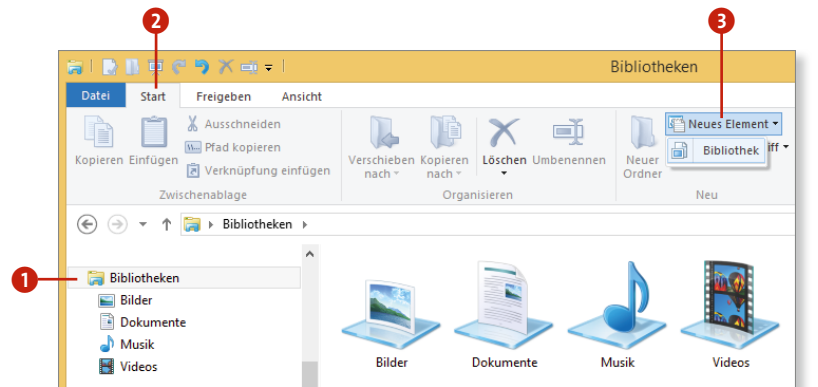 2
3
Bibliotheken
Datei Start Freigeben Ansicht
Kopieren Einfügen
Ausschneiden
Pfad kopieren
Verknüpfung einfügen
Zwischenablage
Verschieben nach
Kopieren nach
Löschen
Umbenennen
Organisieren
Neuer Ordner
Neues Element
Bibliothek
iff
Neu
Bibliotheken
1
Bibliotheken
Bilder
Dokumente
Musik
Videos
Bilder Dokumente Musik Videos